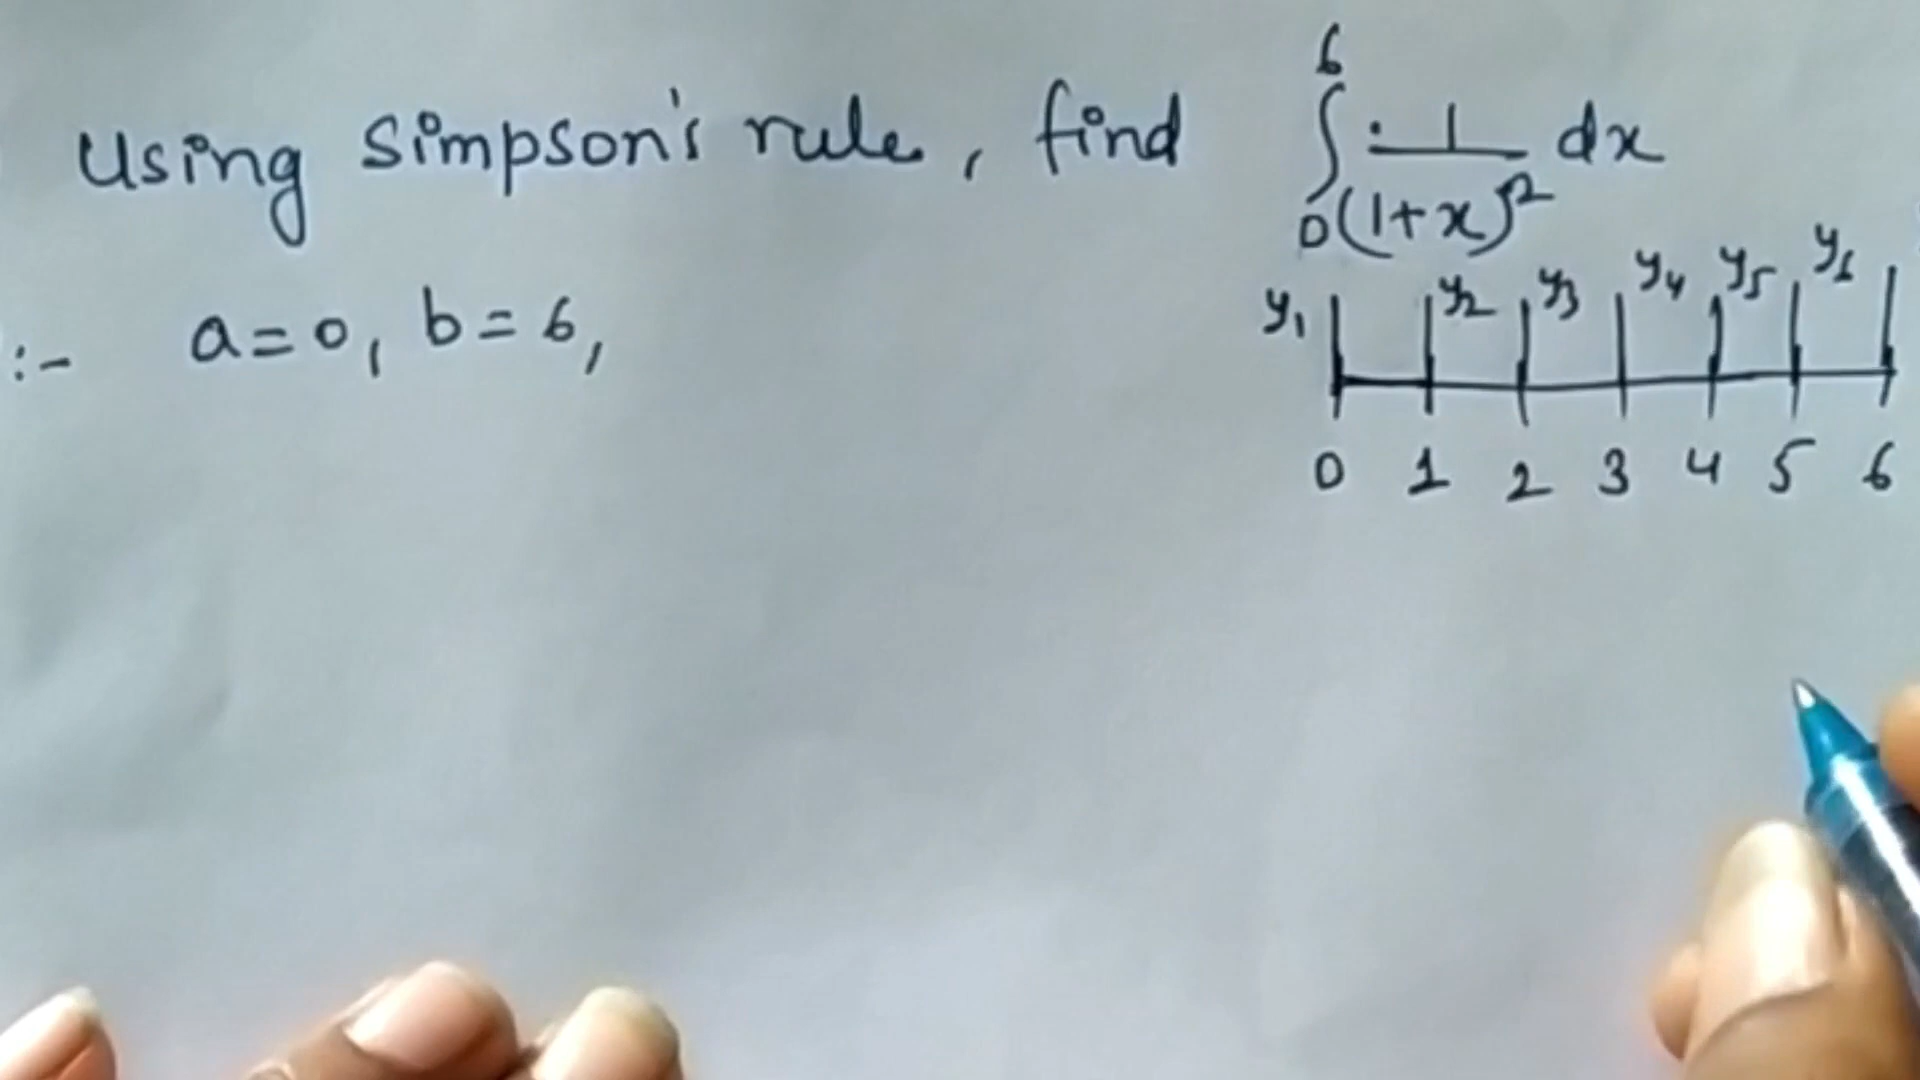 Using Simpson's rule, find ∫₀⁶ 1/(1+x)² dx
:- a=0, b=6,
y₁ y₂ y₃ y₄ y₅ y₆
0 1 2 3 4 5 6